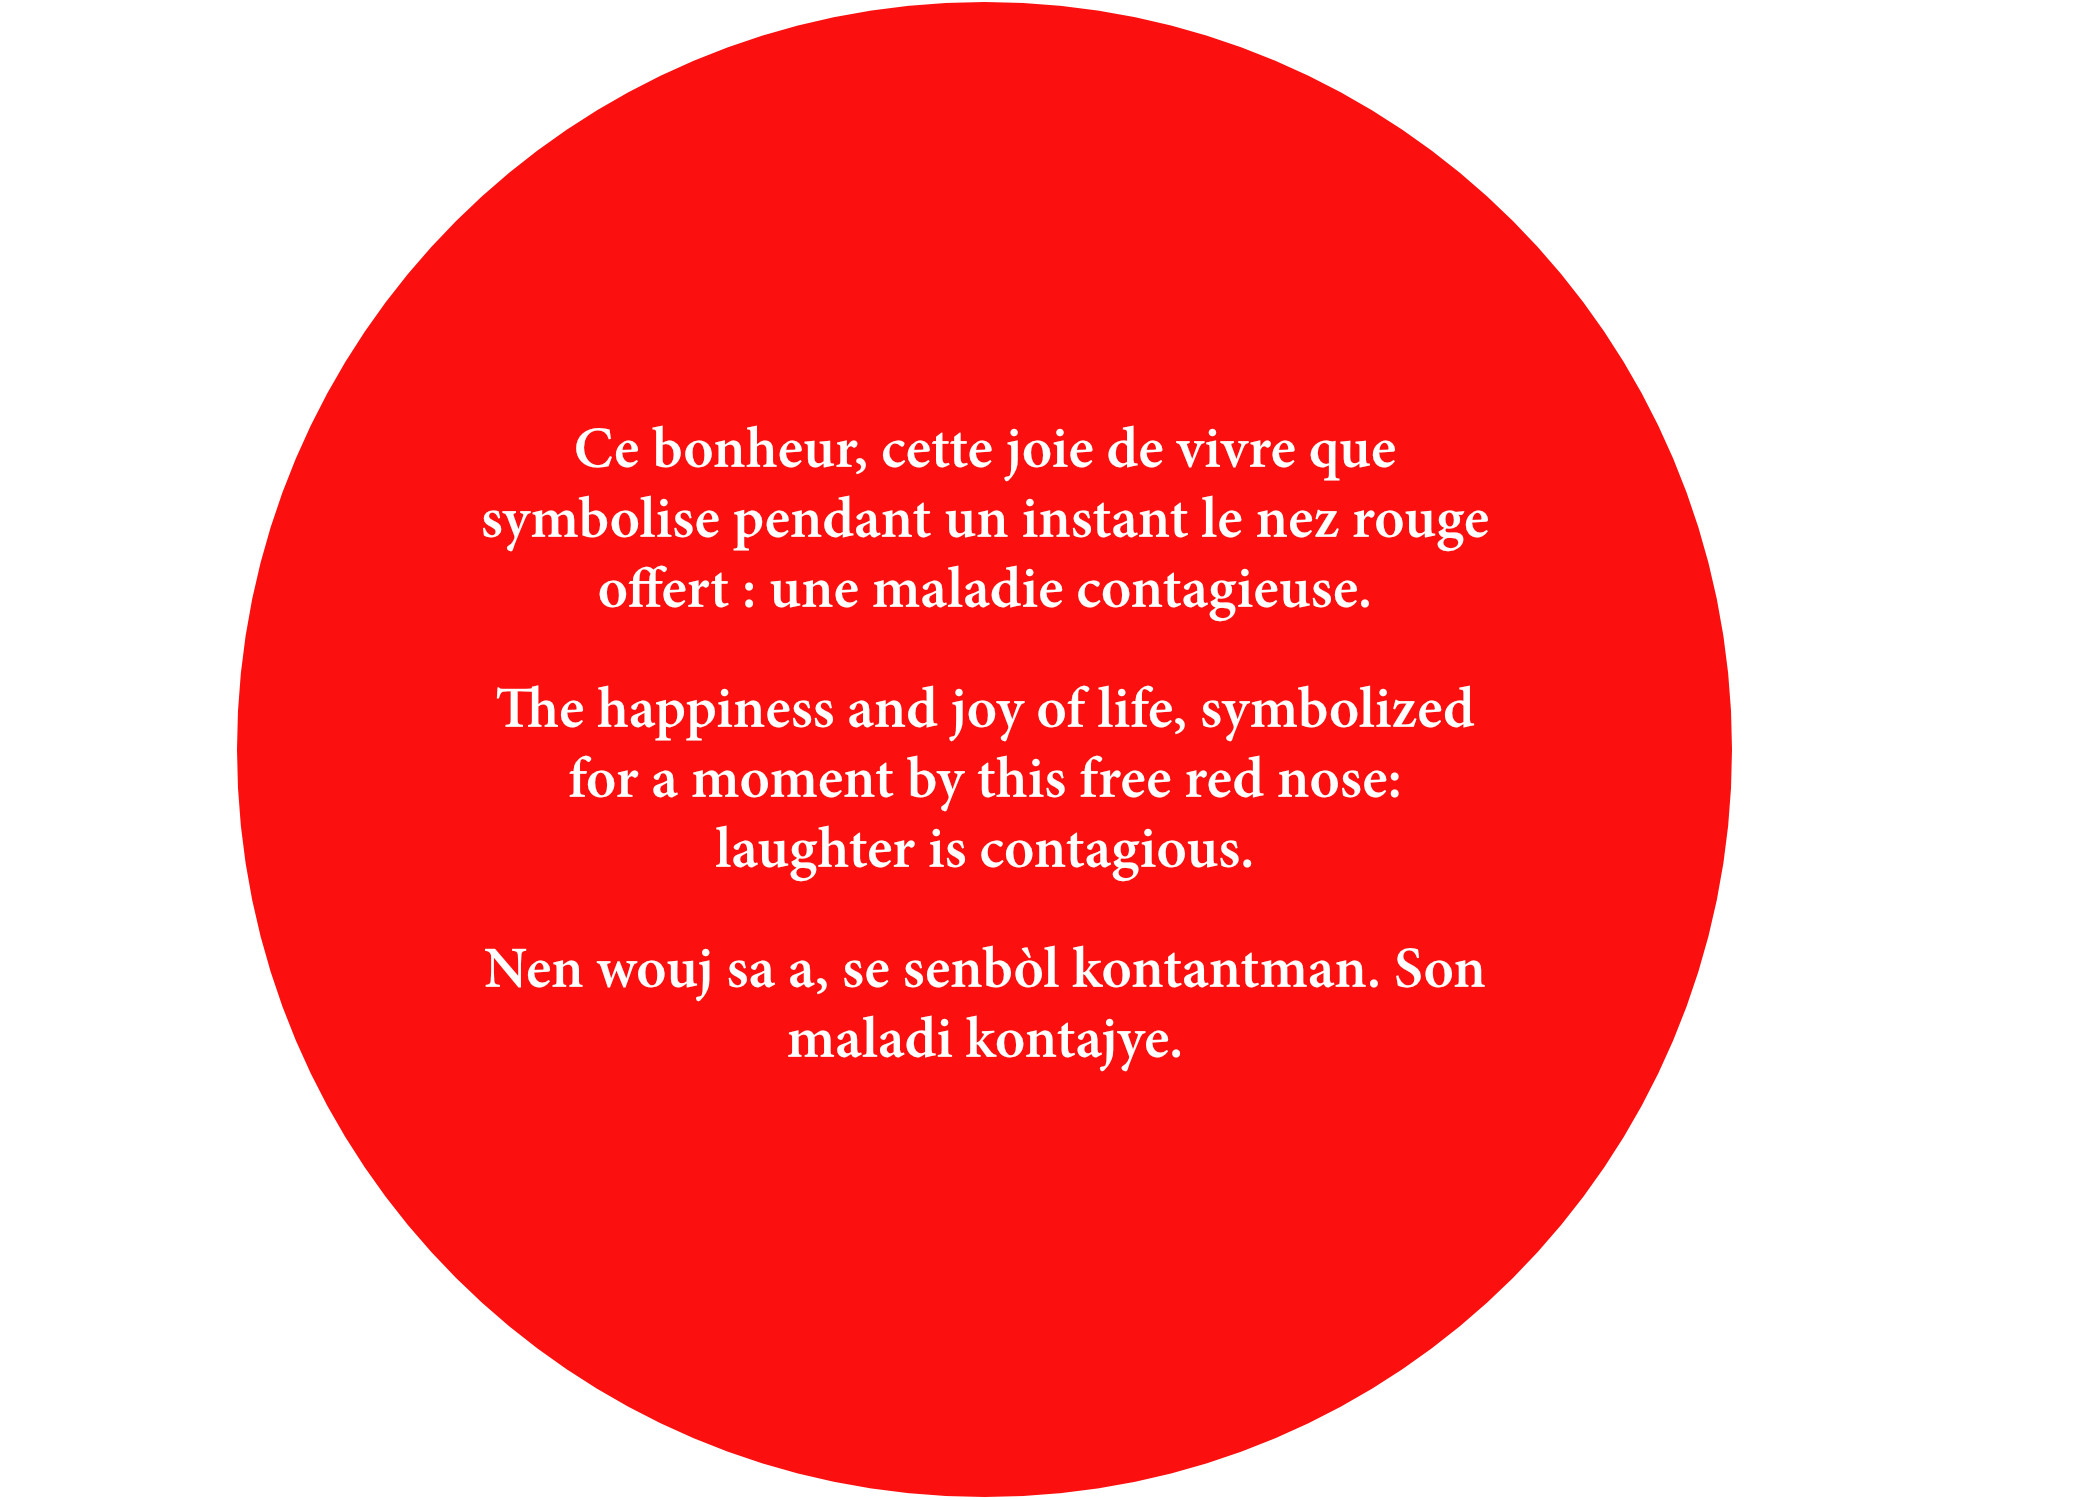 Ce bonheur, cette joie de vivre que
symbolise pendant un instant le nez rouge
offert : une maladie contagieuse.
The happiness and joy of life, symbolized
for a moment by this free red nose:
laughter is contagious.
Nen wouj sa a, se senbòl kontantman. Son
maladi kontajye.